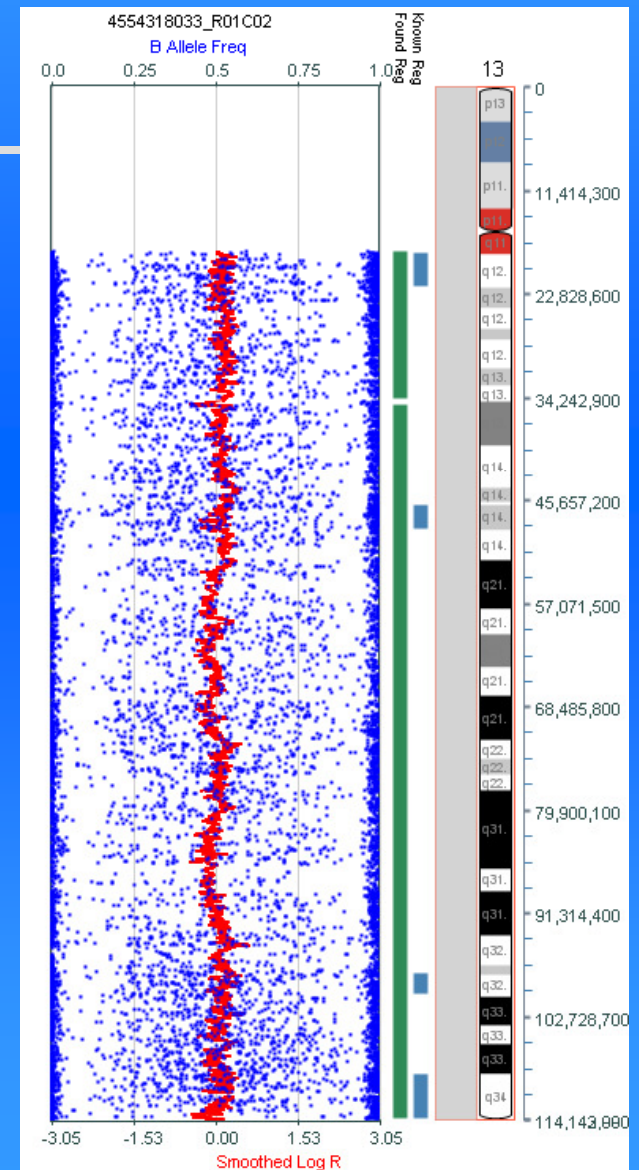 4554318033_R01C02
B Allele Freq
0.0 0.25 0.5 0.75 1.0
Found Reg
Known Reg
13
0
p13
p11.
11,414,300
p11.
q11
q12.
22,828,600
q12.
q12.
q12.
q13.
q13.
34,242,900
q14.
q14.
45,657,200
q14.
q14.
q21.
57,071,500
q21.
q21.
68,485,800
q21.
q22.
q22.
q22.
79,900,100
q31.
q31.
91,314,400
q31.
q32.
q32.
102,728,700
q33.
q33.
q33.
q34
-3.05 -1.53 0.00 1.53 3.05
Smoothed Log R